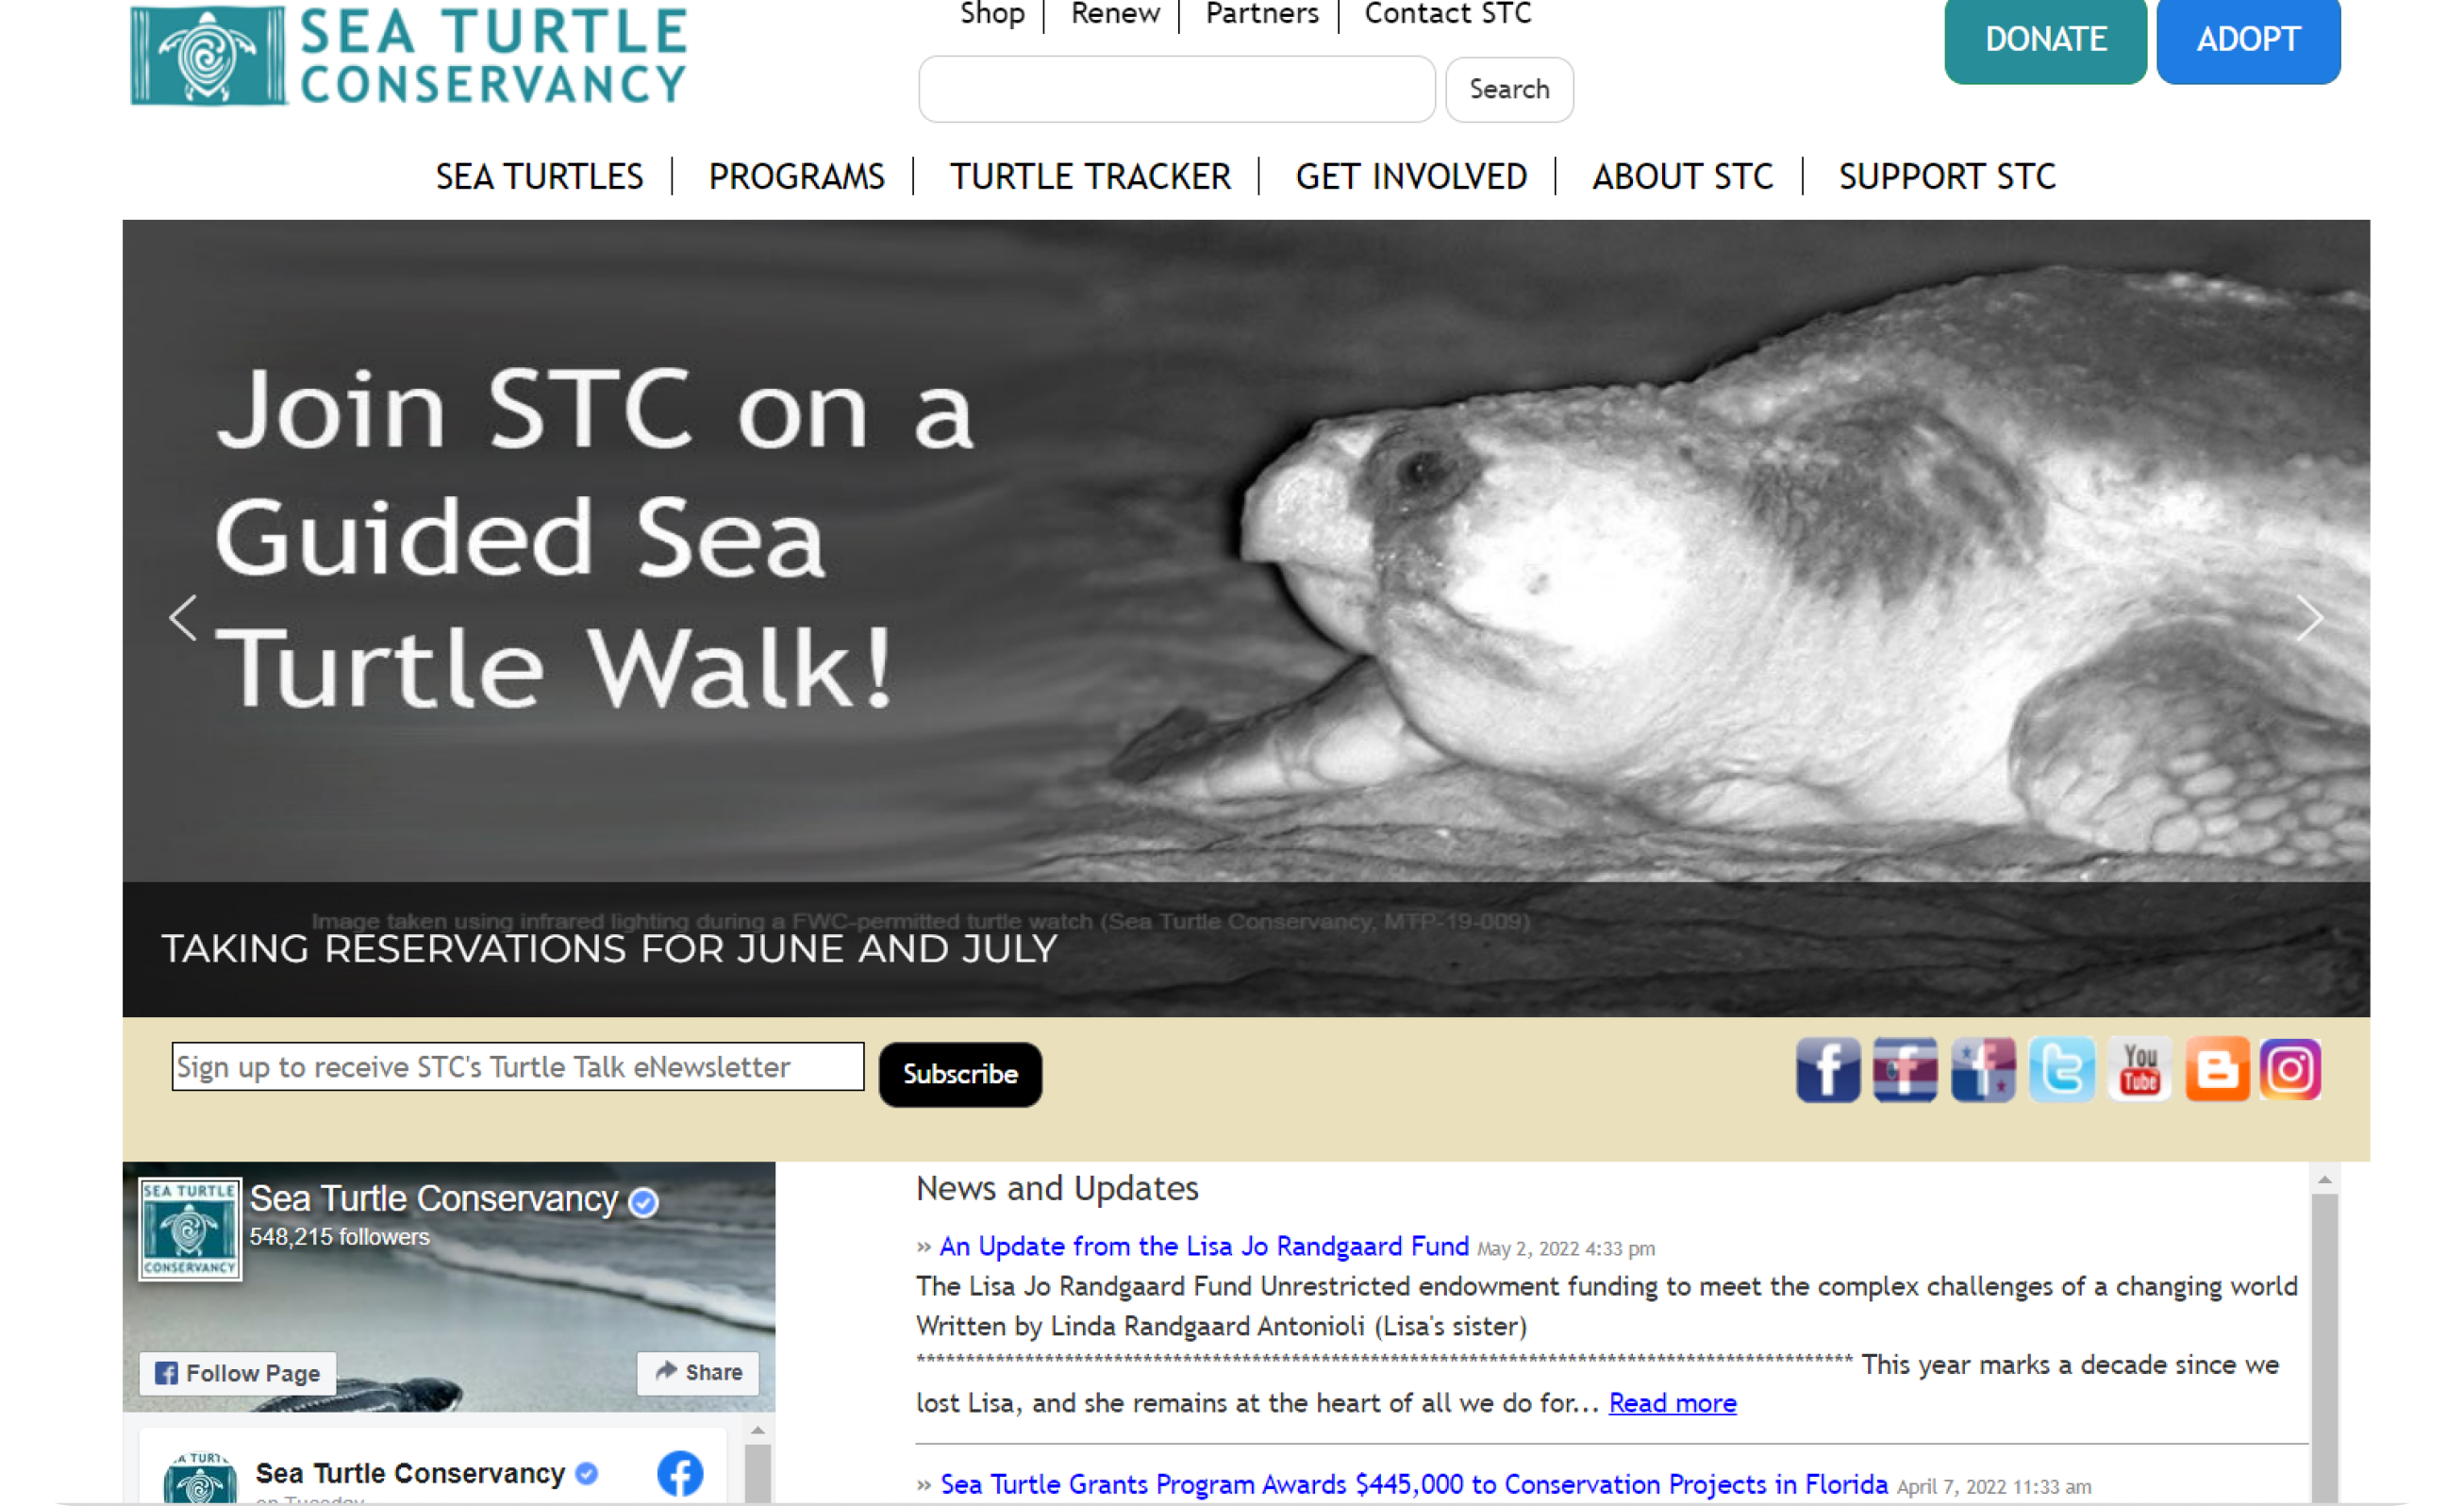 SEA TURTLE
CONSERVANCY
Shop
Renew
Partners
Contact STC
DONATE
ADOPT
Search
SEA TURTLES
PROGRAMS
TURTLE TRACKER
GET INVOLVED
ABOUT STC
SUPPORT STC
Join STC on a
Guided Sea
Turtle Walk!
Image taken using infrared lighting during a FWC-permitted turtle watch (Sea Turtle Conservancy, MTP-19-009)
TAKING RESERVATIONS FOR JUNE AND JULY
Sign up to receive STC's Turtle Talk eNewsletter
Subscribe
You
Tube
SEA TURTLE
CONSERVANCY
Sea Turtle Conservancy
548,215 followers
Follow Page
Share
Sea Turtle Conservancy
on Tuesday
News and Updates
» An Update from the Lisa Jo Randgaard Fund May 2, 2022 4:33 pm
The Lisa Jo Randgaard Fund Unrestricted endowment funding to meet the complex challenges of a changing world
Written by Linda Randgaard Antonioli (Lisa's sister)
*********************************************************************************************** This year marks a decade since we
lost Lisa, and she remains at the heart of all we do for... Read more
» Sea Turtle Grants Program Awards $445,000 to Conservation Projects in Florida April 7, 2022 11:33 am